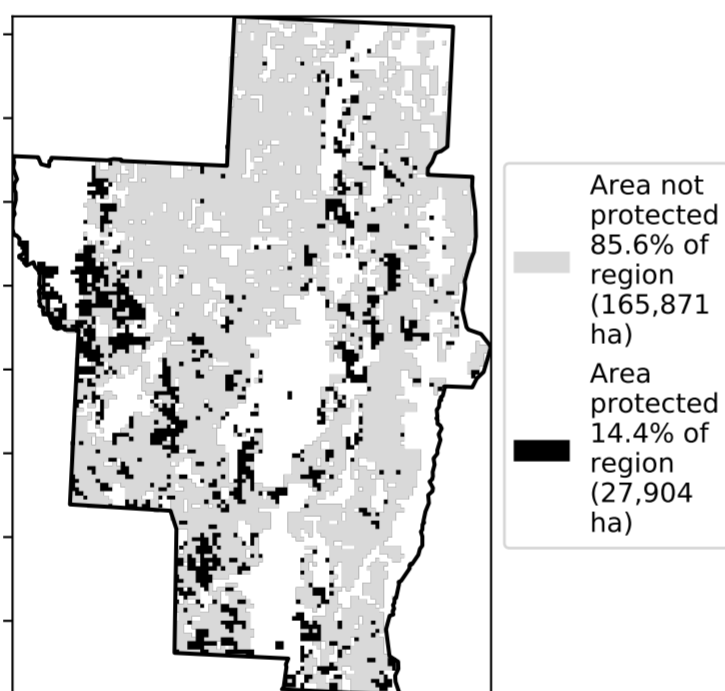 Area not
protected
85.6% of
region
(165,871
ha)
Area
protected
14.4% of
region
(27,904
ha)